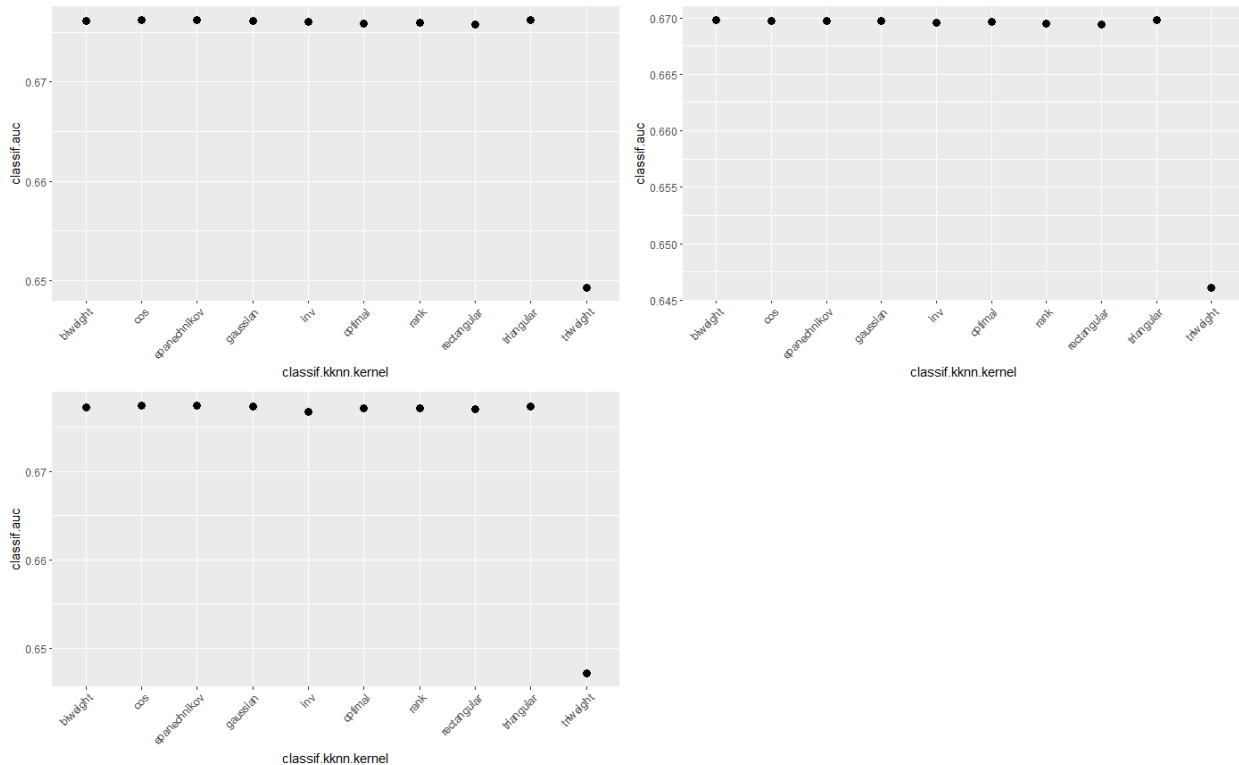 0.67
0.66
0.65
classif.auc
biweight
cos
epanechnikov
gaussian
inv
optimal
rank
rectangular
triangular
triweight
classif.kknn.kernel
0.670
0.665
0.660
0.655
0.650
0.645
classif.auc
biweight
cos
epanechnikov
gaussian
inv
optimal
rank
rectangular
triangular
triweight
classif.kknn.kernel
0.67
0.66
0.65
classif.auc
biweight
cos
epanechnikov
gaussian
inv
optimal
rank
rectangular
triangular
triweight
classif.kknn.kernel